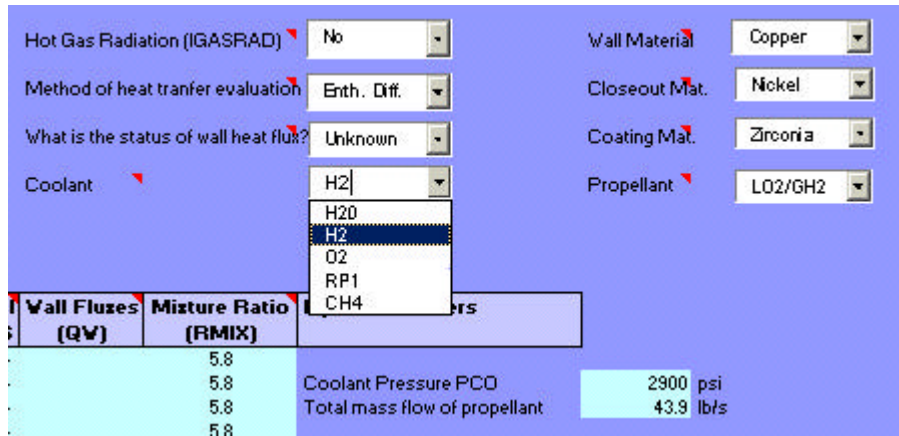 Hot Gas Radiation (IGASRAD) No Wall Material Copper
Method of heat tranfer evaluation Enth. Diff. Closeout Mat. Nickel
What is the status of wall heat flux? Unknown Coating Mat. Zirconia
Coolant H2 Propellant LO2/GH2
H20
H2
O2
RP1
CH4
Wall Fluxes Mixture Ratio
(QW) (RMIX)
5.8
5.8 Coolant Pressure PCO 2900 psi
5.8 Total mass flow of propellant 43.9 lb/s
5.8